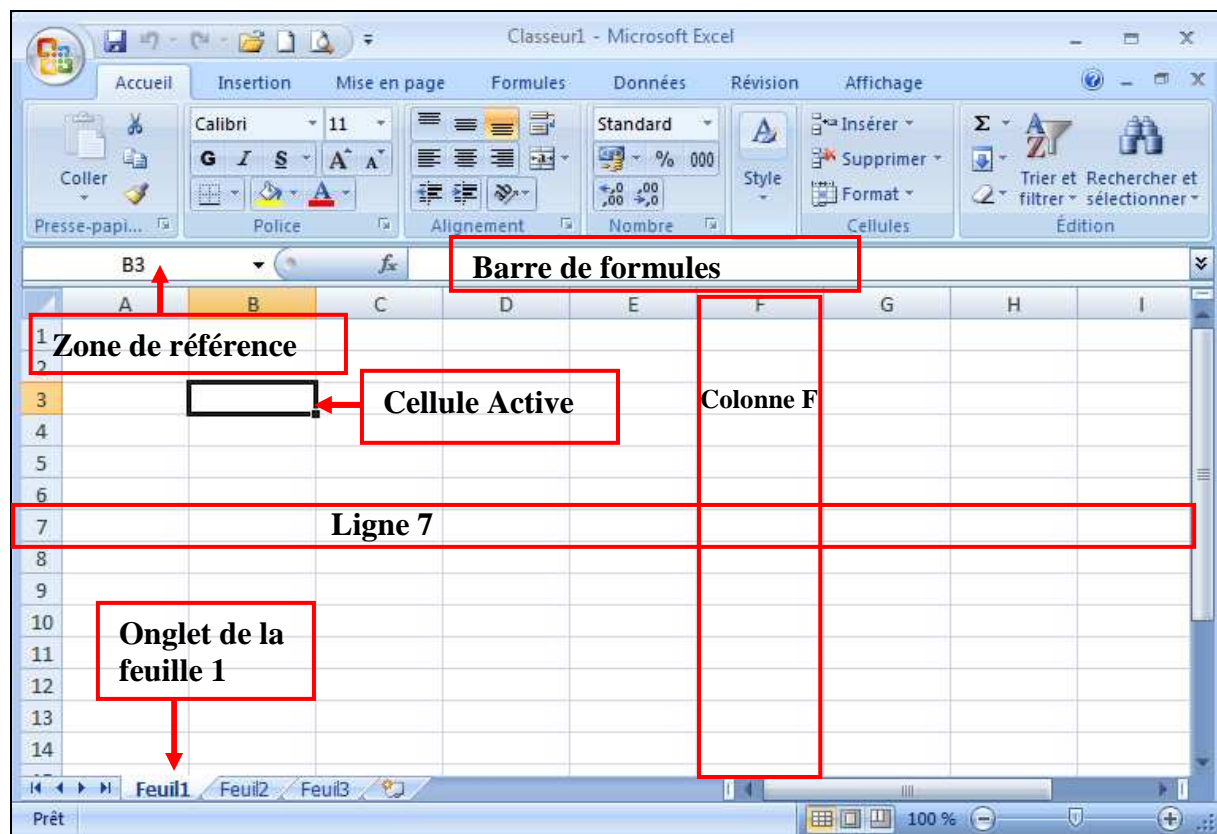 Classeur1 - Microsoft Excel
Accueil Insertion Mise en page Formules Données Révision Affichage
Calibri 11 Standard Insérer Σ
G I S A A % 000 Supprimer
Coller Style Format Trier et Rechercher et
filtrer sélectionner
Presse-papi... Police Alignement Nombre Cellules Édition
B3 fx Barre de formules
A B C D E F G H I
1 Zone de référence
2
3 Cellule Active Colonne F
4
5
6
7 Ligne 7
8
9
10
Onglet de la
11
feuille 1
12
13
14
Feuil1 Feuil2 Feuil3
Prêt 100 %